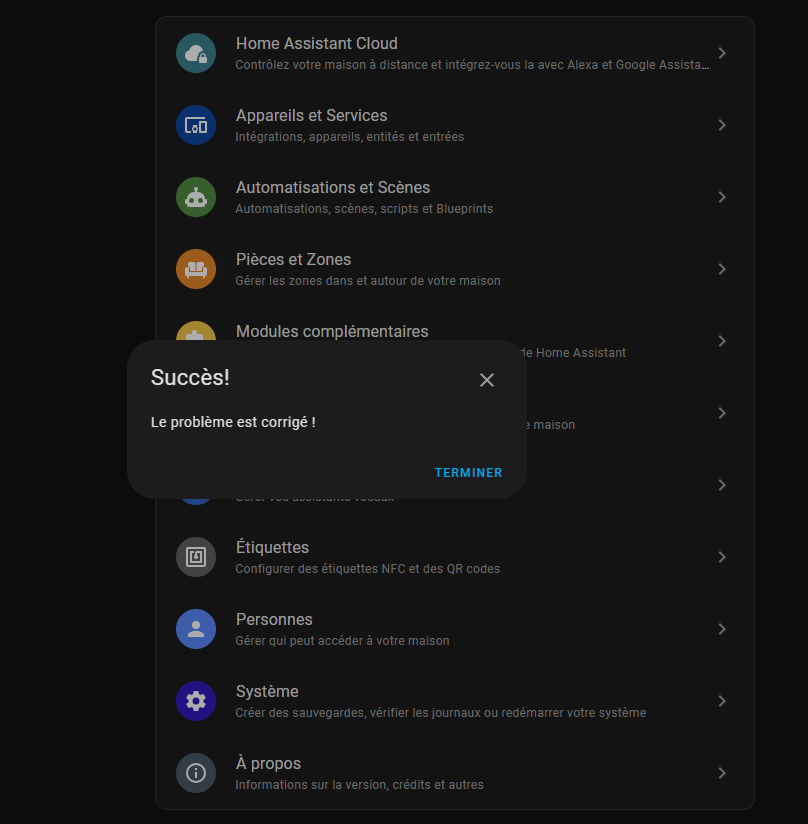 Home Assistant Cloud
Contrôlez votre maison à distance et intégrez-vous la avec Alexa et Google Assista…
Appareils et Services
Intégrations, appareils, entités et entrées
Automatisations et Scènes
Automatisations, scènes, scripts et Blueprints
Pièces et Zones
Gérer les zones dans et autour de votre maison
Modules complémentaires
de Home Assistant
Succès!
Le problème est corrigé !
maison
TERMINER
Gérer vos assistants vocaux
Étiquettes
Configurer des étiquettes NFC et des QR codes
Personnes
Gérer qui peut accéder à votre maison
Système
Créer des sauvegardes, vérifier les journaux ou redémarrer votre système
À propos
Informations sur la version, crédits et autres